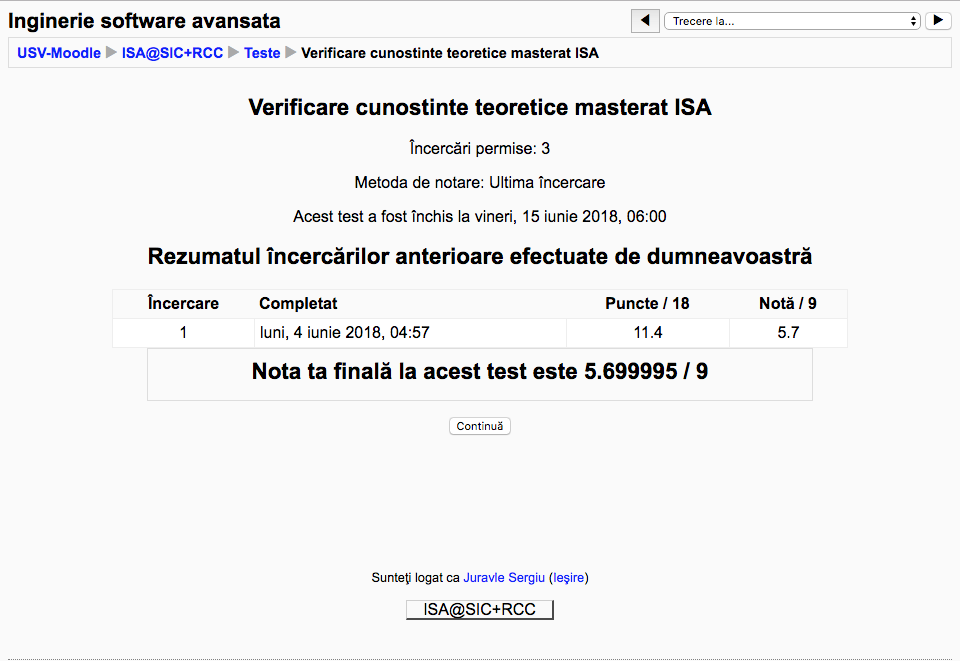 Inginerie software avansata
Trecere la...
USV-Moodle ISA@SIC+RCC Teste Verificare cunostinte teoretice masterat ISA
Verificare cunostinte teoretice masterat ISA
Încercări permise: 3
Metoda de notare: Ultima încercare
Acest test a fost închis la vineri, 15 iunie 2018, 06:00
Rezumatul încercărilor anterioare efectuate de dumneavoastră
Încercare Completat Puncte / 18 Notă / 9
1 luni, 4 iunie 2018, 04:57 11.4 5.7
Nota ta finală la acest test este 5.699995 / 9
Continuă
Sunteţi logat ca Juravle Sergiu (Ieşire)
ISA@SIC+RCC